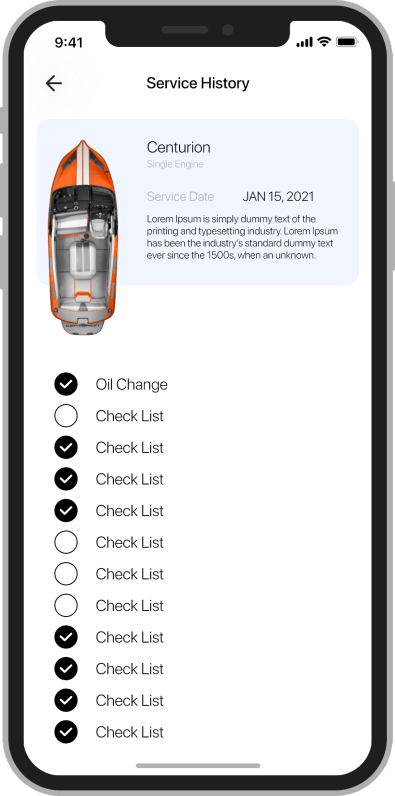 9:41
Service History
Centurion
Single Engine
Service Date JAN 15, 2021
Lorem Ipsum is simply dummy text of the
printing and typesetting industry. Lorem Ipsum
has been the industry's standard dummy text
ever since the 1500s, when an unknown.
Oil Change
Check List
Check List
Check List
Check List
Check List
Check List
Check List
Check List
Check List
Check List
Check List